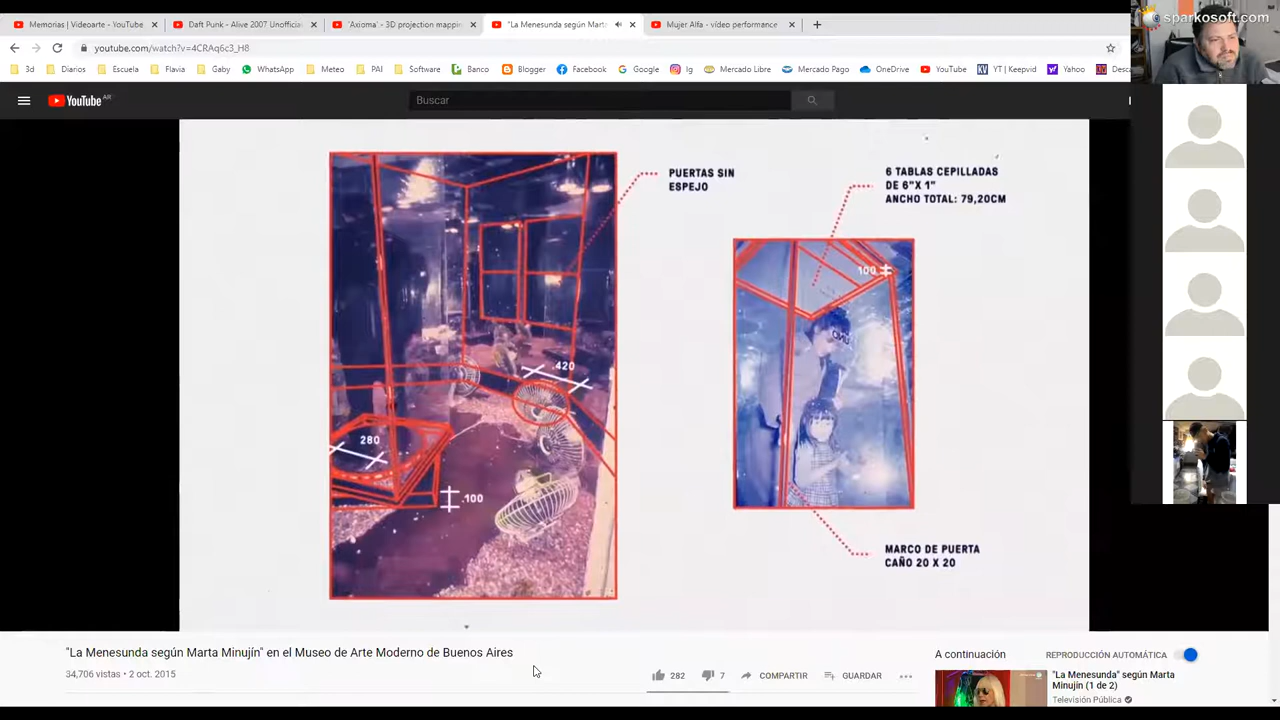 Memorias | Videoarte - YouTube
Daft Punk - Alive 2007 Unofficia
'Axioma' - 3D projection mappin
"La Menesunda según Marta
Mujer Alfa - vídeo performance
sparkosoft.com
youtube.com/watch?v=4CRAq6c3_H8
3d
Diarios
Escuela
Flavia
Gaby
WhatsApp
Meteo
PAI
Software
Banco
Blogger
Facebook
Google
Ig
Mercado Libre
Mercado Pago
OneDrive
YouTube
YT | Keepvid
Yahoo
Desca
YouTube AR
Buscar
PUERTAS SIN
ESPEJO
6 TABLAS CEPILLADAS
DE 6"X 1"
ANCHO TOTAL: 79,20CM
100
.420
280
.100
MARCO DE PUERTA
CAÑO 20 X 20
"La Menesunda según Marta Minujín" en el Museo de Arte Moderno de Buenos Aires
34,706 vistas • 2 oct. 2015
282
7
COMPARTIR
GUARDAR
A continuación
REPRODUCCIÓN AUTOMÁTICA
"La Menesunda" según Marta
Minujín (1 de 2)
Televisión Pública